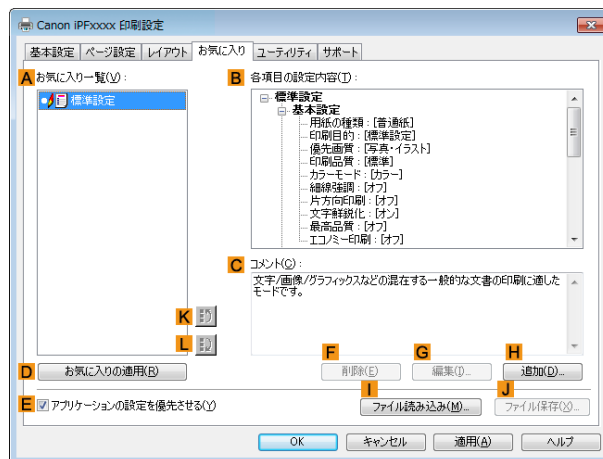 Canon iPFxxxx 印刷設定
基本設定 ページ設定 レイアウト お気に入り ユーティリティ サポート
A お気に入り一覧(V):
標準設定
B 各項目の設定内容(T):
標準設定
基本設定
用紙の種類:[普通紙]
印刷目的:[標準設定]
優先画質:[写真・イラスト]
印刷品質:[標準]
カラーモード:[カラー]
細線強調:[オフ]
片方向印刷:[オフ]
文字鮮鋭化:[オン]
最高品質:[オフ]
エコノミー印刷:[オフ]
C コメント(C):
文字/画像/グラフィックスなどの混在する一般的な文書の印刷に適した
モードです。
K
L
D お気に入りの適用(R)
F 削除(E)
G 編集(I)...
H 追加(D)...
E アプリケーションの設定を優先させる(Y)
I ファイル読み込み(M)...
J ファイル保存(X)...
OK キャンセル 適用(A) ヘルプ